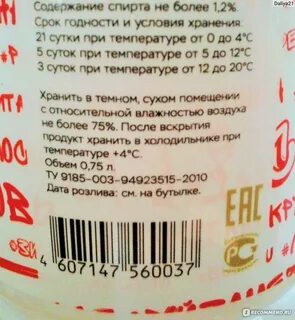 Daliya21
Содержание спирта не более 1,2%
Срок годности и условия хранения:
21 сутки при температуре от 0 до 4°С
5 суток при температуре от 5 до 12°С
3 суток при температуре от 12 до 20°С
Хранить в темном, сухом помещении
с относительной влажностью воздуха
не более 75%. После вскрытия
продукт хранить в холодильнике при
температуре +4°С.
Объем 0,75 л.
ТУ 9185-003-94923515-2010
Дата розлива: см. на бутылке.
EAC
4 607147 560037
IRECOMMEND.RU